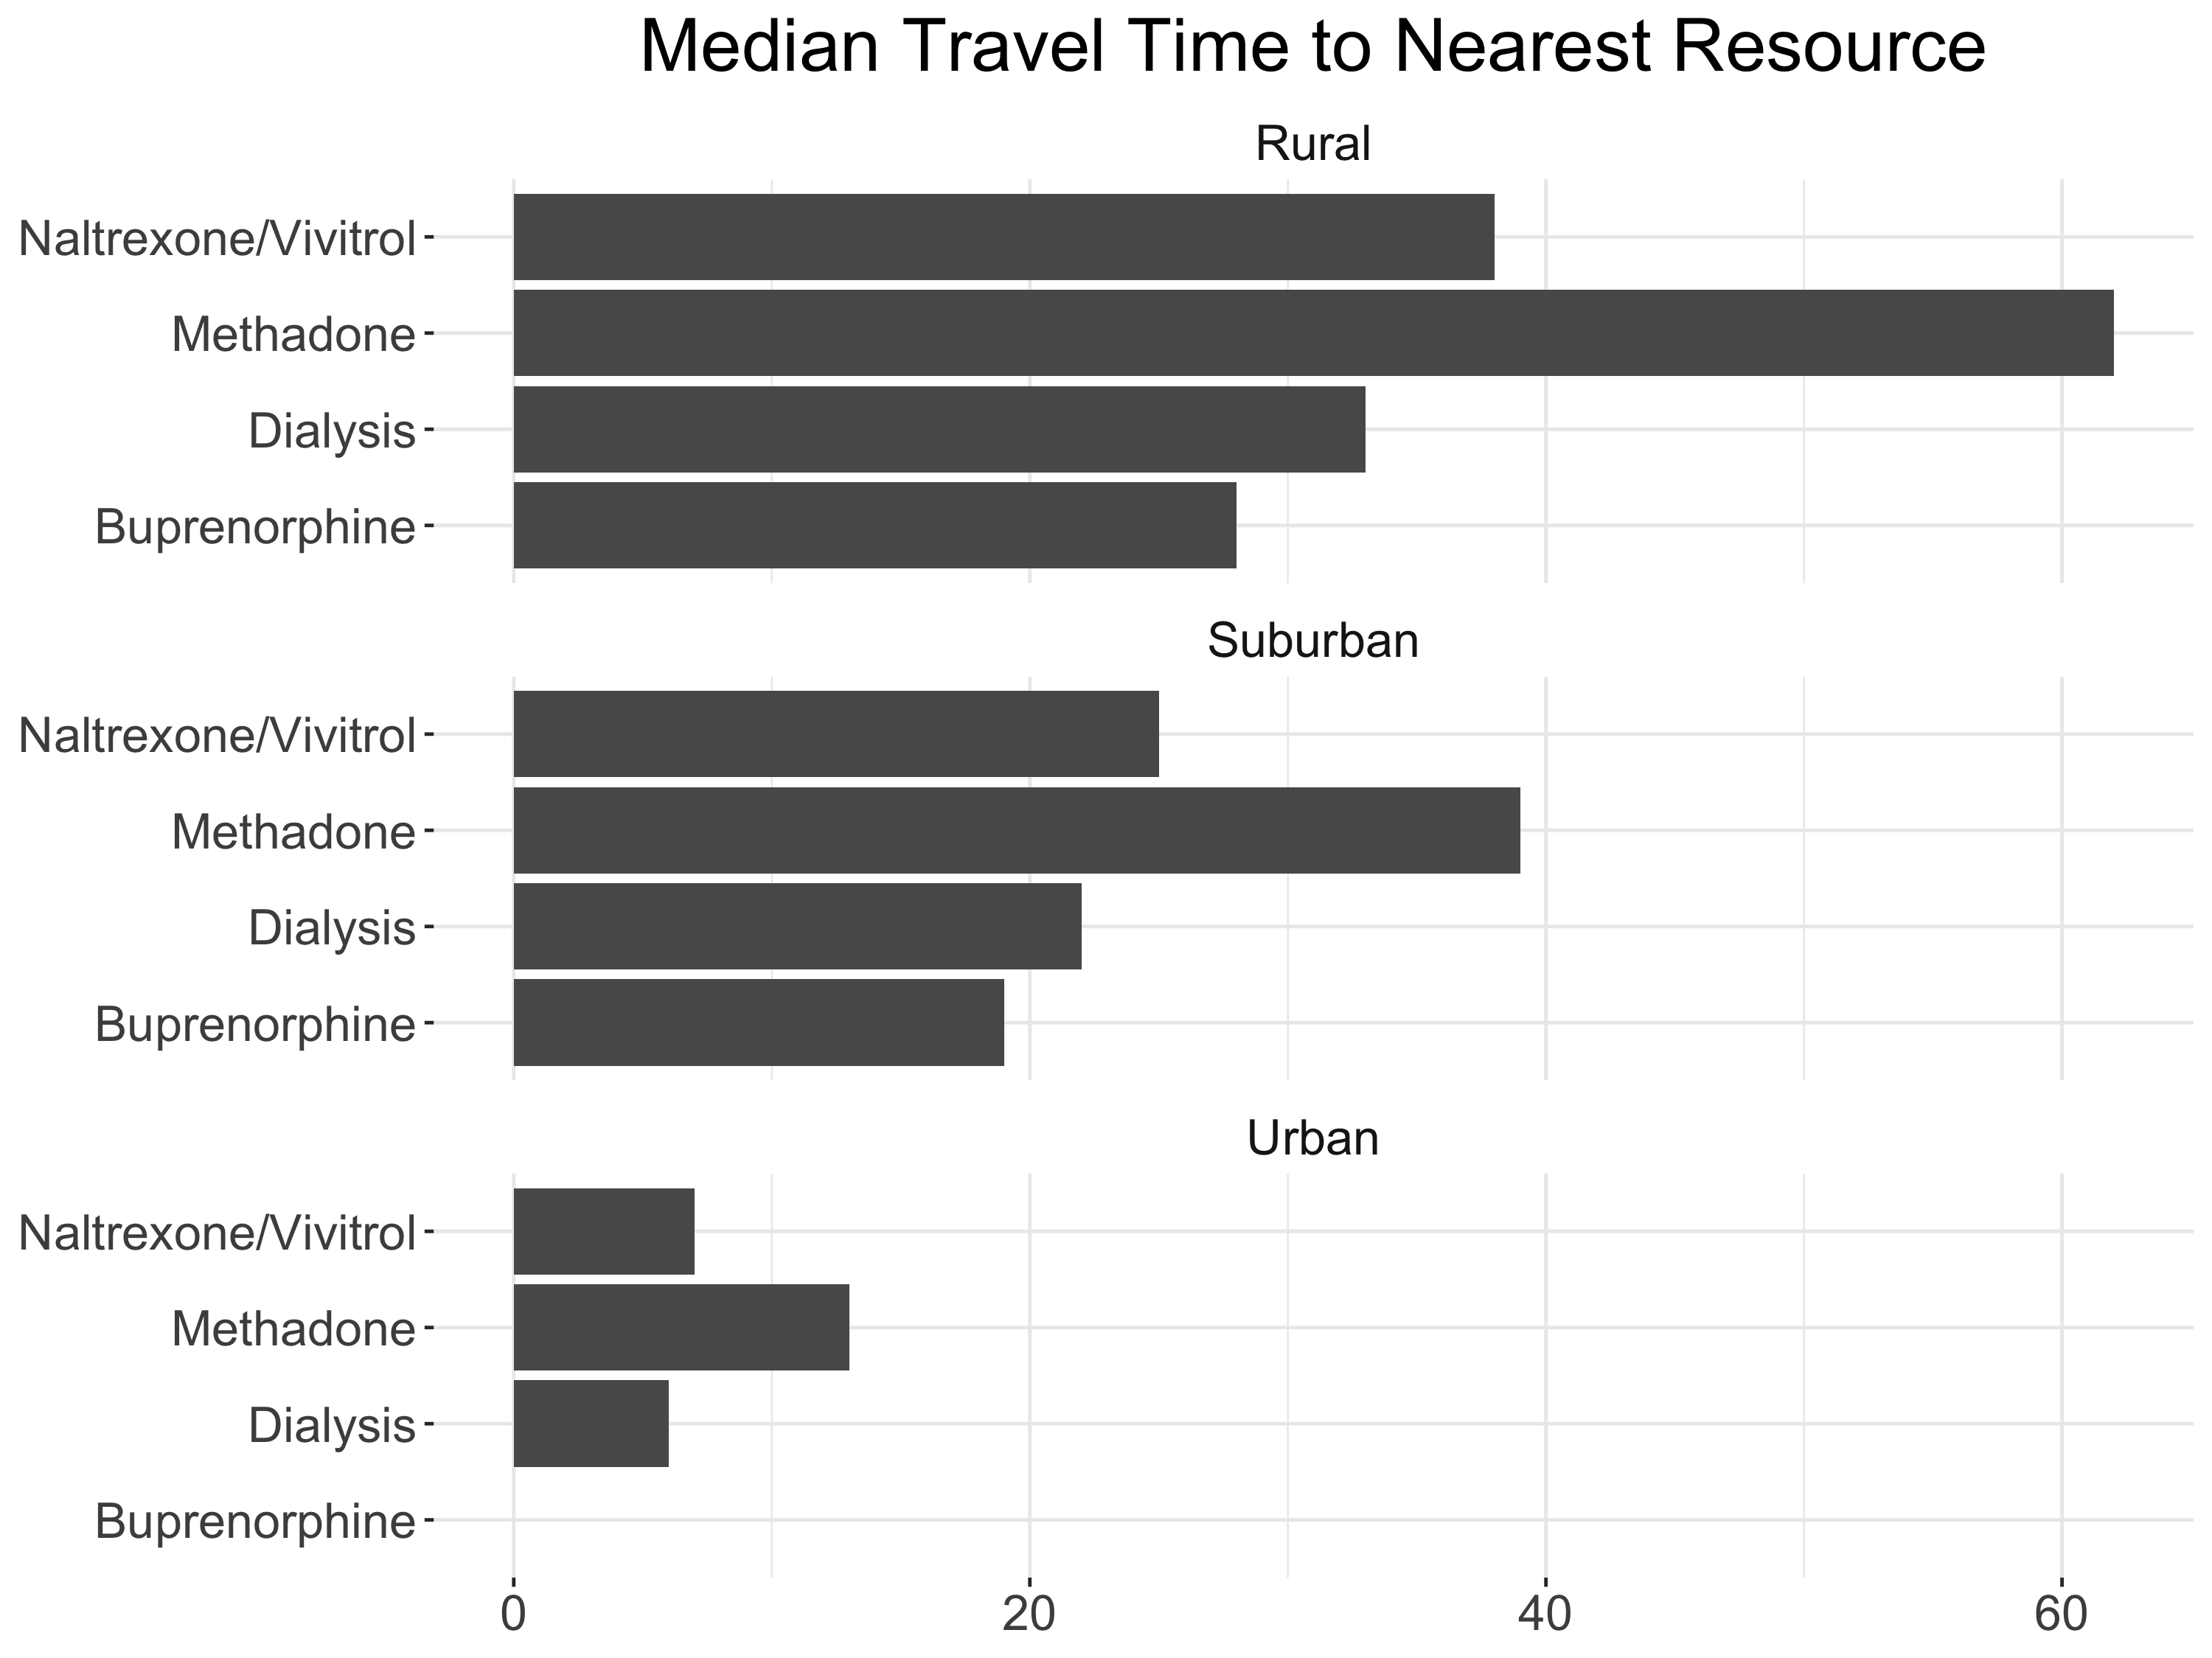 Median Travel Time to Nearest Resource
Rural
Naltrexone/Vivitrol
Methadone
Dialysis
Buprenorphine
Suburban
Naltrexone/Vivitrol
Methadone
Dialysis
Buprenorphine
Urban
Naltrexone/Vivitrol
Methadone
Dialysis
Buprenorphine
0 20 40 60